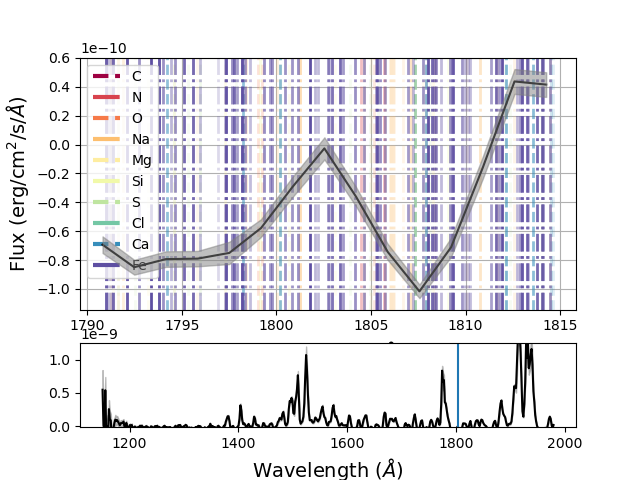 1e−10
0.6
0.4
0.2
0.0
−0.2
−0.4
−0.6
−0.8
−1.0
Flux (erg/cm²/s/Å)
C
N
O
Na
Mg
Si
S
Cl
Ca
Fe
1790 1795 1800 1805 1810 1815
1e−9
1.0
0.5
0.0
1200 1400 1600 1800 2000
Wavelength (Å)